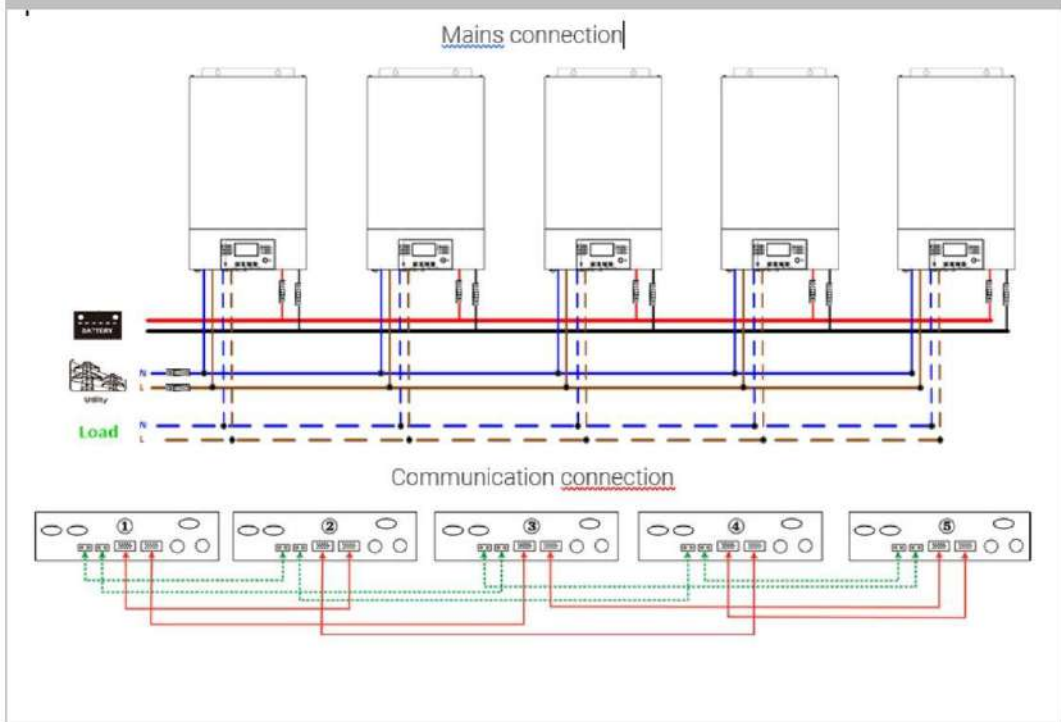 Mains connection
BATTERY
N
L
Utility
Load
N
L
Communication connection
① ② ③ ④ ⑤